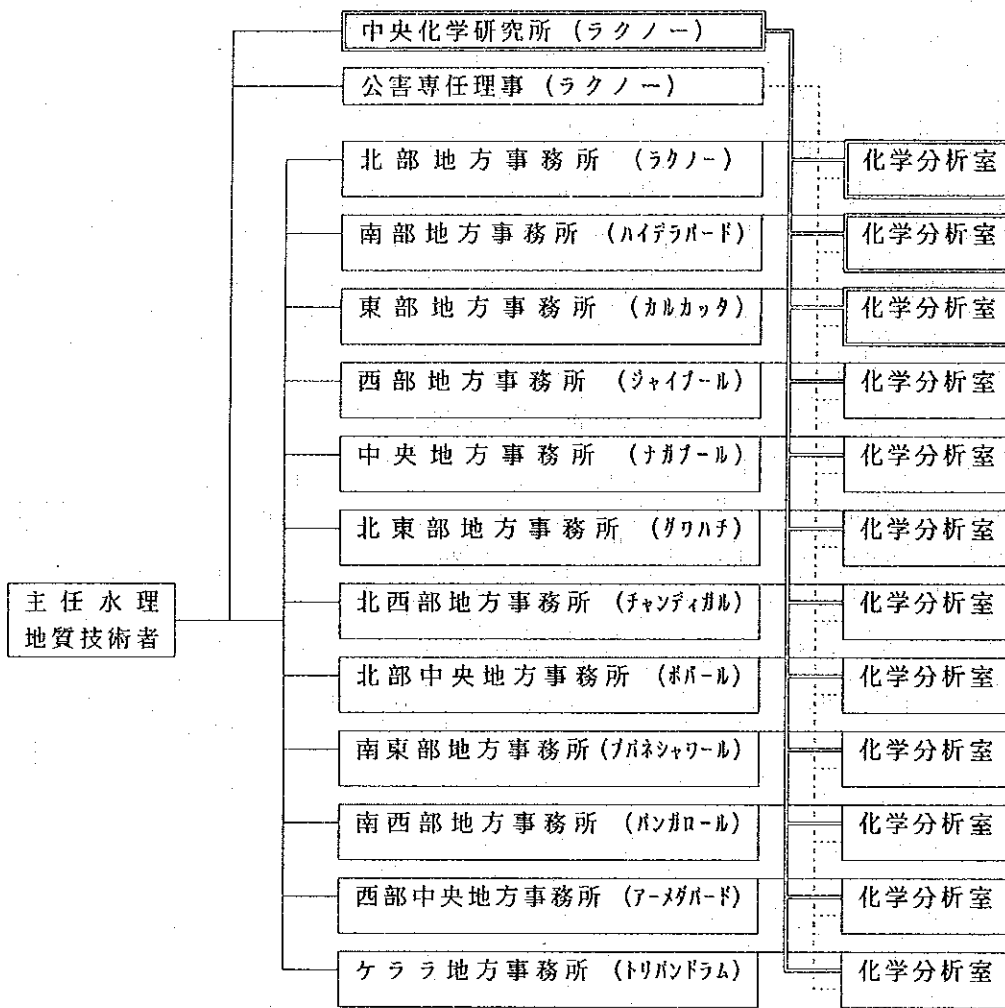 中央化学研究所 (ラクノー)
公害専任理事 (ラクノー)
北部地方事務所 (ラクノー) 化学分析室
南部地方事務所 (ハイデラバード) 化学分析室
東部地方事務所 (カルカッタ) 化学分析室
西部地方事務所 (ジャイプール) 化学分析室
中央地方事務所 (ナガプール) 化学分析室
北東部地方事務所 (グワハチ) 化学分析室
主任水理
地質技術者
北西部地方事務所 (チャンディガル) 化学分析室
北部中央地方事務所 (ボパール) 化学分析室
南東部地方事務所 (ブバネシャワール) 化学分析室
南西部地方事務所 (バンガロール) 化学分析室
西部中央地方事務所 (アーメダバード) 化学分析室
ケララ地方事務所 (トリバンドラム) 化学分析室